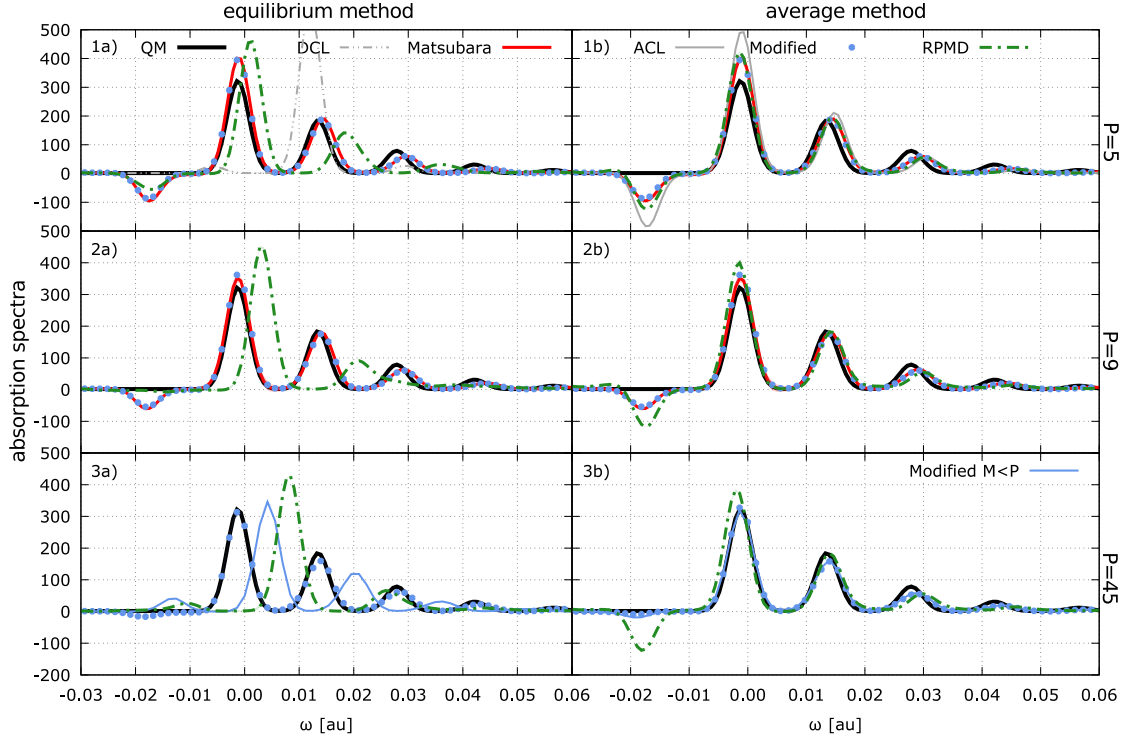 equilibrium method average method
500 1a) QM DCL Matsubara 1b) ACL Modified RPMD
400
300
200
100
0
-100
P=5
500 2a) 2b)
400
300
200
100
0
-100
P=9
absorption spectra
500 3a) 3b) Modified M<P
400
300
200
100
0
-100
-200
P=45
-0.03 -0.02 -0.01 0.00 0.01 0.02 0.03 0.04 0.05 0.06 -0.02 -0.01 0.00 0.01 0.02 0.03 0.04 0.05 0.06
ω [au] ω [au]